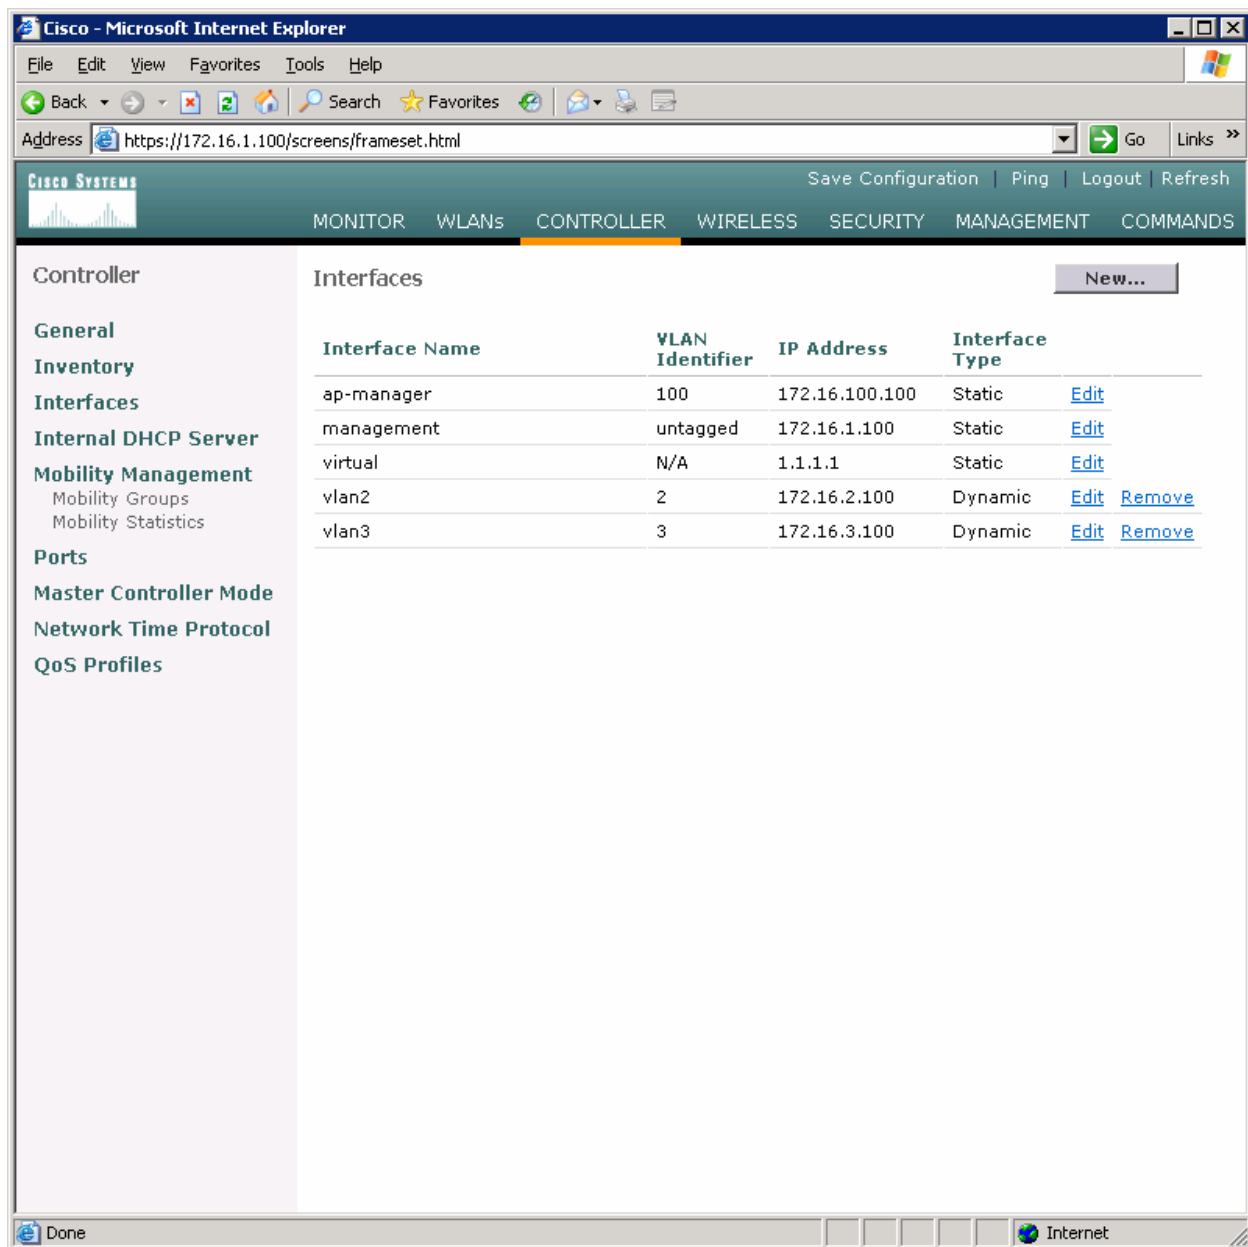 Cisco - Microsoft Internet Explorer
File Edit View Favorites Tools Help
Back Search Favorites
Address https://172.16.1.100/screens/frameset.html Go Links »
CISCO SYSTEMS
Save Configuration | Ping | Logout | Refresh
MONITOR WLANs CONTROLLER WIRELESS SECURITY MANAGEMENT COMMANDS
Controller
General
Inventory
Interfaces
Internal DHCP Server
Mobility Management
Mobility Groups
Mobility Statistics
Ports
Master Controller Mode
Network Time Protocol
QoS Profiles
Interfaces New...
Interface Name VLAN Identifier IP Address Interface Type
ap-manager 100 172.16.100.100 Static Edit
management untagged 172.16.1.100 Static Edit
virtual N/A 1.1.1.1 Static Edit
vlan2 2 172.16.2.100 Dynamic Edit Remove
vlan3 3 172.16.3.100 Dynamic Edit Remove
Done Internet